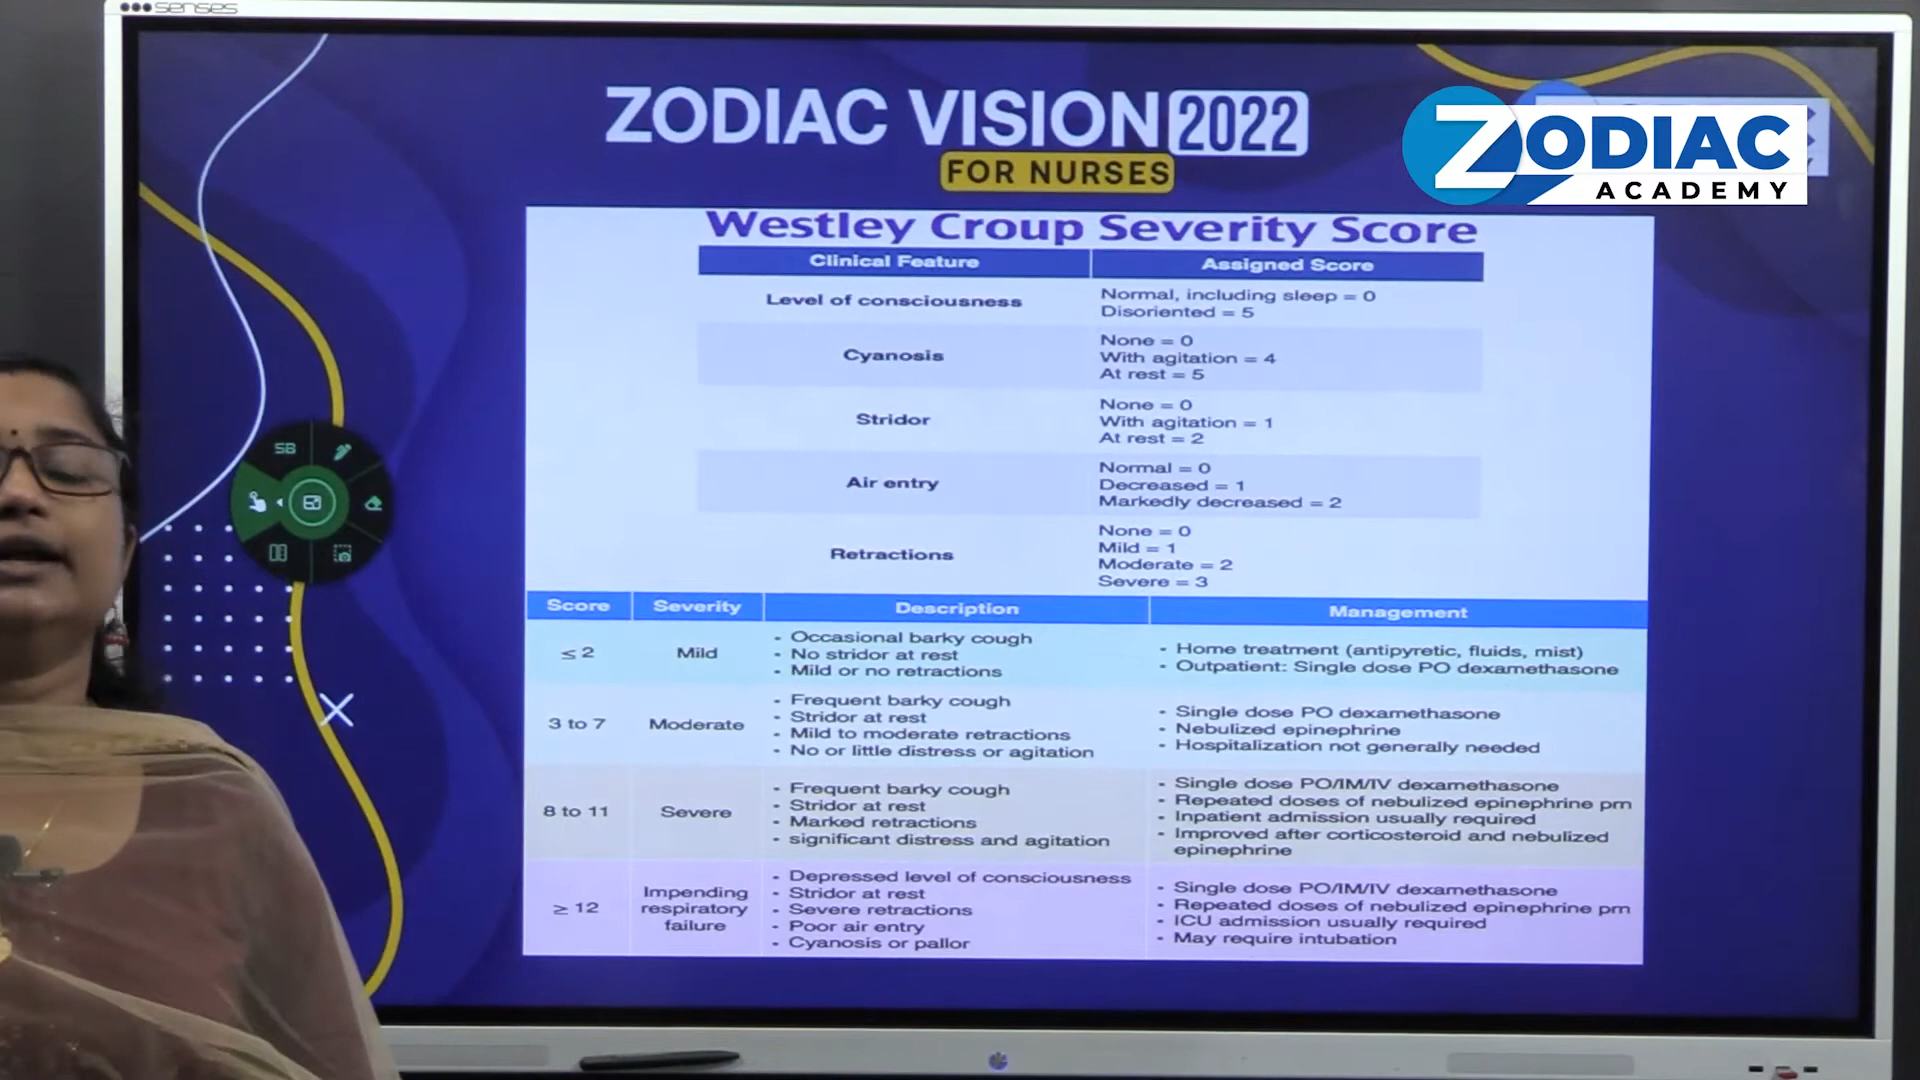 senses
ZODIAC VISION 2022
FOR NURSES
ZODIAC
ACADEMY
Westley Croup Severity Score
Clinical Feature Assigned Score
Level of consciousness
Normal, including sleep = 0
Disoriented = 5
Cyanosis
None = 0
With agitation = 4
At rest = 5
Stridor
None = 0
With agitation = 1
At rest = 2
Air entry
Normal = 0
Decreased = 1
Markedly decreased = 2
Retractions
None = 0
Mild = 1
Moderate = 2
Severe = 3
SB
Score Severity Description Management
≤ 2
Mild
• Occasional barky cough
• No stridor at rest
• Mild or no retractions
• Home treatment (antipyretic, fluids, mist)
• Outpatient: Single dose PO dexamethasone
3 to 7
Moderate
• Frequent barky cough
• Stridor at rest
• Mild to moderate retractions
• No or little distress or agitation
• Single dose PO dexamethasone
• Nebulized epinephrine
• Hospitalization not generally needed
8 to 11
Severe
• Frequent barky cough
• Stridor at rest
• Marked retractions
• significant distress and agitation
• Single dose PO/IM/IV dexamethasone
• Repeated doses of nebulized epinephrine prn
• Inpatient admission usually required
• Improved after corticosteroid and nebulized
epinephrine
≥ 12
Impending
respiratory
failure
• Depressed level of consciousness
• Stridor at rest
• Severe retractions
• Poor air entry
• Cyanosis or pallor
• Single dose PO/IM/IV dexamethasone
• Repeated doses of nebulized epinephrine prn
• ICU admission usually required
• May require intubation